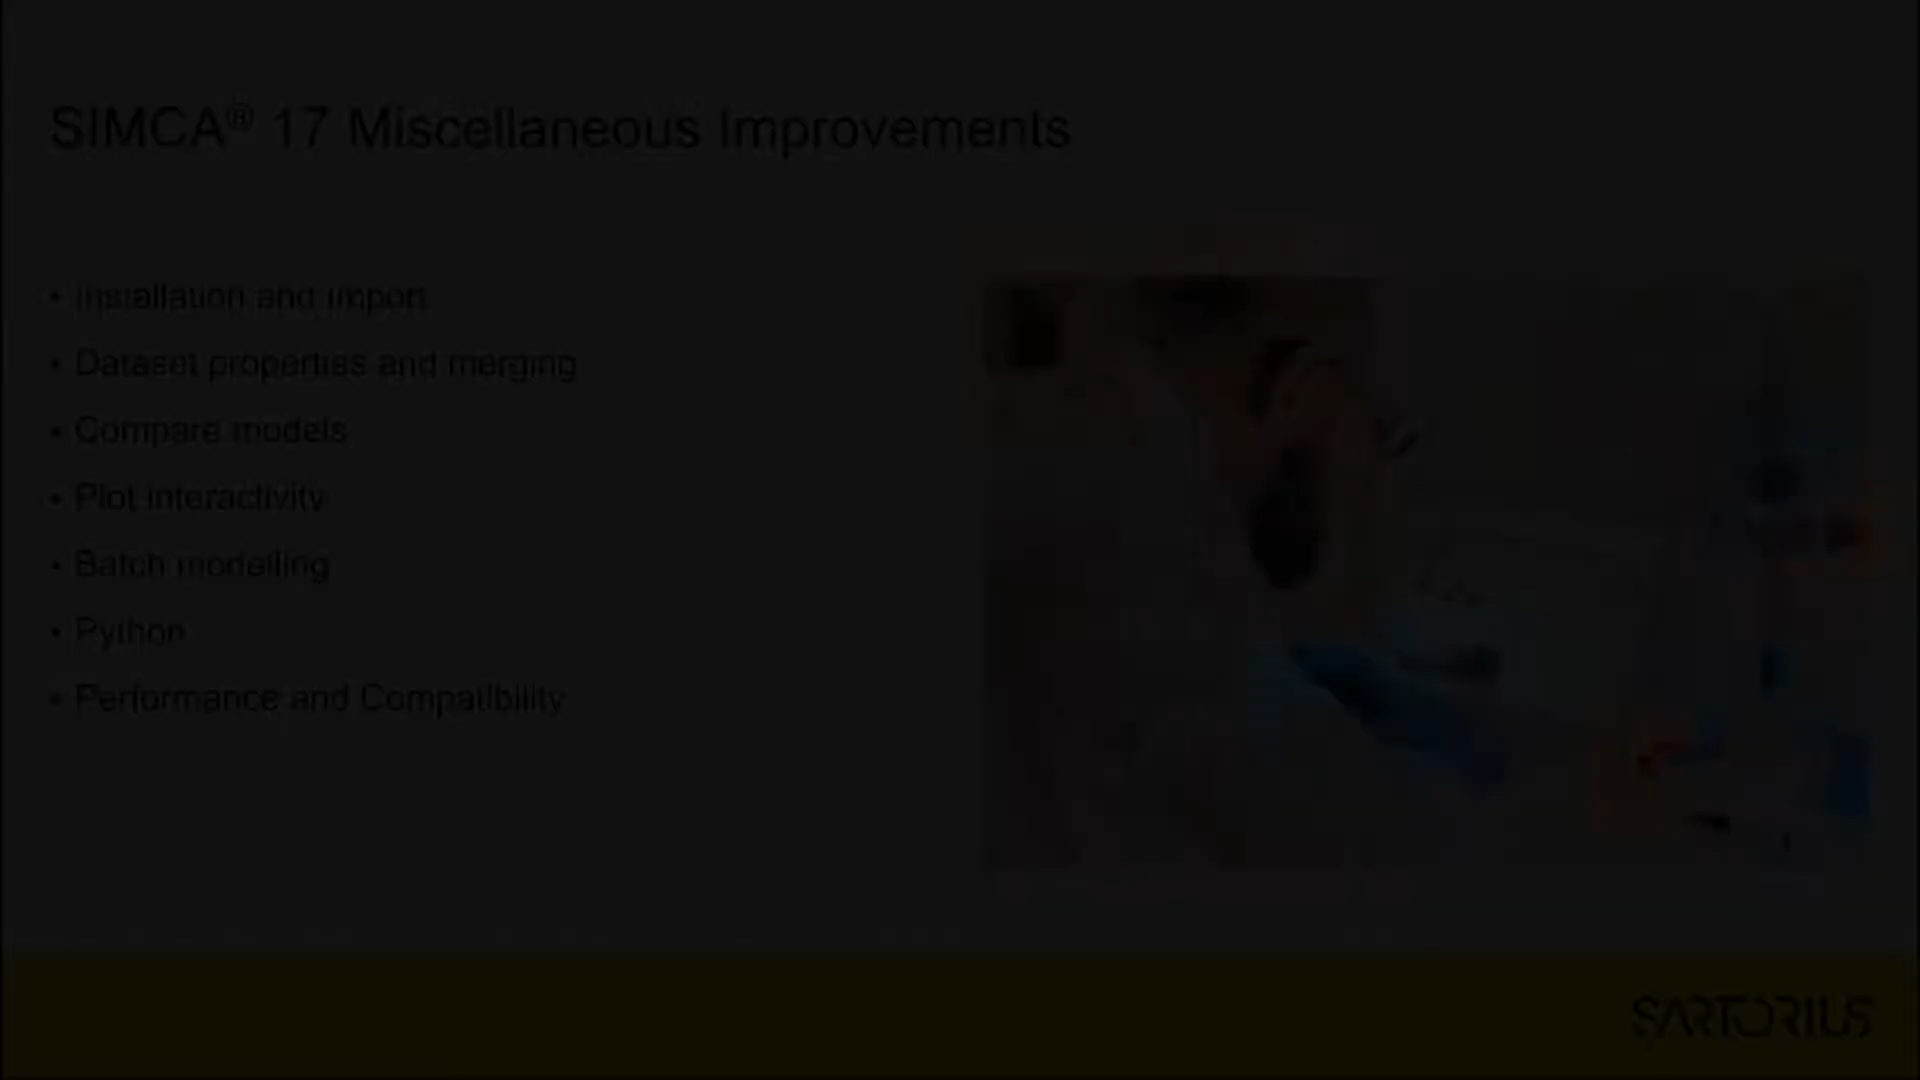 SIMCA® 17 Miscellaneous Improvements
• Installation and import
• Dataset properties and merging
• Compare models
• Plot interactivity
• Batch modelling
• Python
• Performance and Compatibility
SARTORIUS